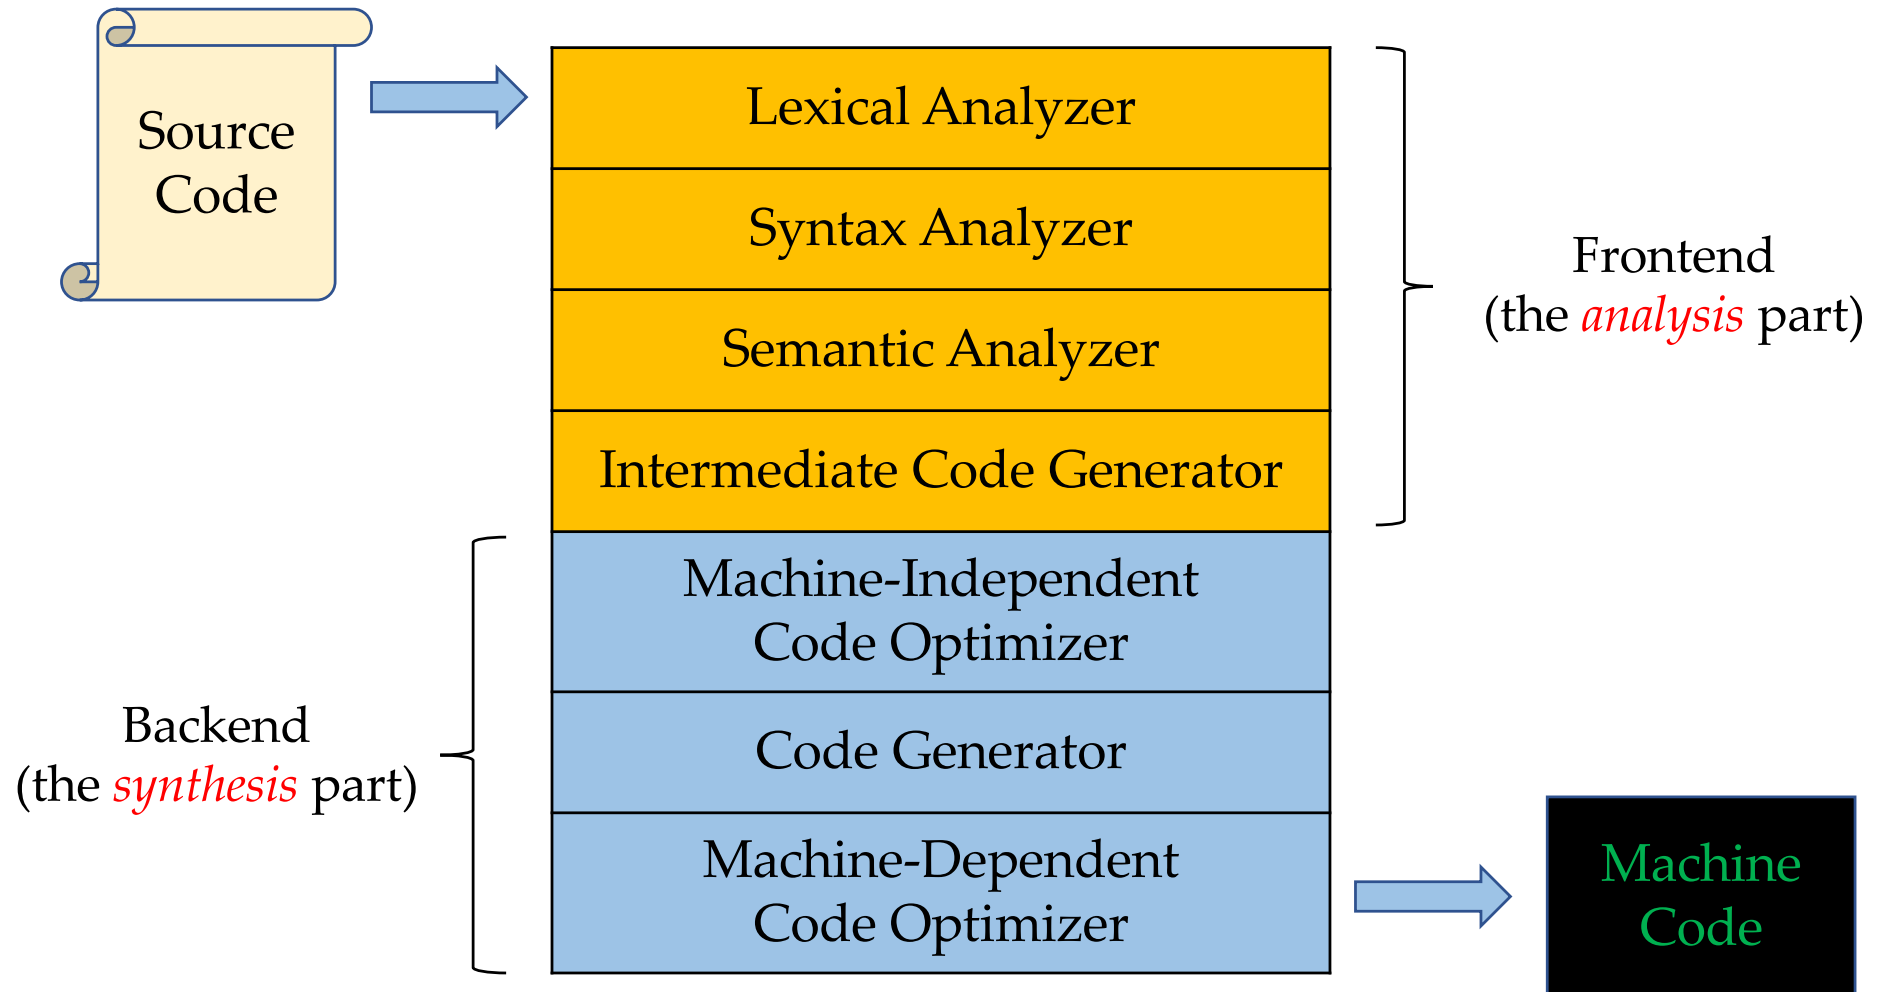 Source
Code
Lexical Analyzer
Syntax Analyzer
Semantic Analyzer
Intermediate Code Generator
Frontend
(the analysis part)
Machine-Independent
Code Optimizer
Code Generator
Machine-Dependent
Code Optimizer
Backend
(the synthesis part)
Machine
Code